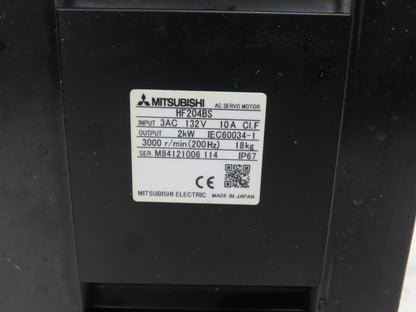 MITSUBISHI AC SERVO MOTOR
HF204BS
INPUT 3AC 132V 10A Cl.F
OUTPUT 2kW IEC60034-1
3000 r/min(200Hz) 18kg
SER. M84121006 114 IP67
CE
MITSUBISHI ELECTRIC MADE IN JAPAN